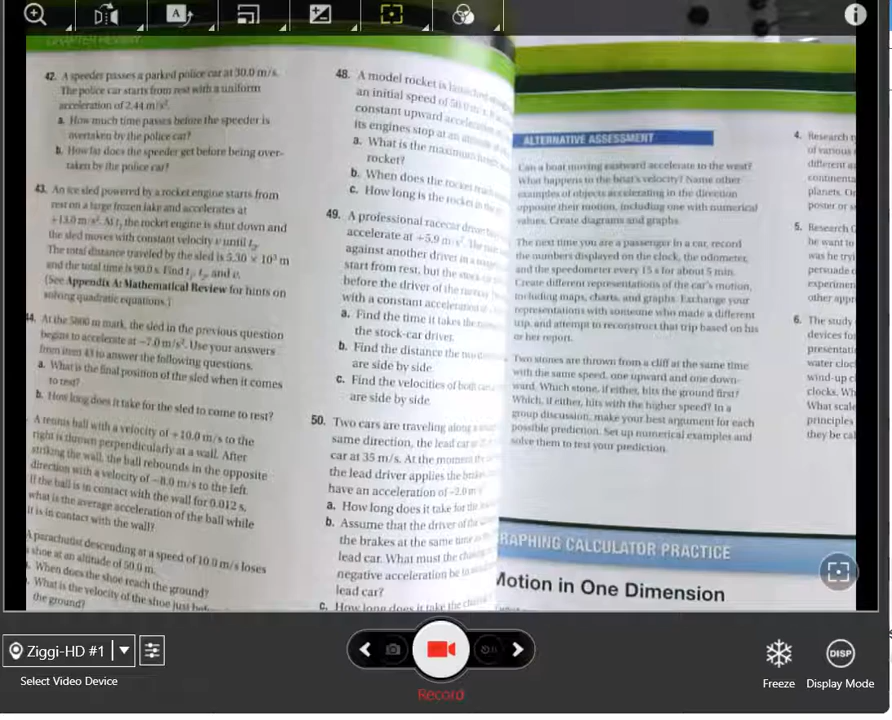 A
CHAPTER REVIEW
42. A speeder passes a parked police car at 30.0 m/s.
The police car starts from rest with a uniform
acceleration of 2.44 m/s².
a. How much time passes before the speeder is
overtaken by the police car?
b. How far does the speeder get before being over-
taken by the police car?
43. An ice sled powered by a rocket engine starts from
rest on a large frozen lake and accelerates at
+13.0 m/s². At t₁ the rocket engine is shut down and
the sled moves with constant velocity v until t₂.
The total distance traveled by the sled is 5.30 × 10³ m
and the total time is 90.0 s. Find t₁, t₂, and v.
(See Appendix A: Mathematical Review for hints on
solving quadratic equations.)
44. At the 5800 m mark, the sled in the previous question
begins to accelerate at −7.0 m/s². Use your answers
from item 43 to answer the following questions.
a. What is the final position of the sled when it comes
to rest?
b. How long does it take for the sled to come to rest?
A tennis ball with a velocity of +10.0 m/s to the
right is thrown perpendicularly at a wall. After
striking the wall, the ball rebounds in the opposite
direction with a velocity of −8.0 m/s to the left.
If the ball is in contact with the wall for 0.012 s,
what is the average acceleration of the ball while
it is in contact with the wall?
A parachutist descending at a speed of 10.0 m/s loses
a shoe at an altitude of 50.0 m.
When does the shoe reach the ground?
What is the velocity of the shoe just
the ground?
48. A model rocket is launched
an initial speed of 50.0 m/s.
constant upward acceleration
its engines stop at an altitude of
a. What is the maximum height
rocket?
b. When does the rocket reach
c. How long is the rocket in the
49. A professional racecar driver
accelerate at +5.9 m/s². The
against another driver in a
start from rest, but the stock-car
before the driver of the racecar
with a constant acceleration
a. Find the time it takes the
the stock-car driver.
b. Find the distance the two
are side by side.
c. Find the velocities of both cars
are side by side.
50. Two cars are traveling along a
same direction, the lead car
car at 35 m/s. At the moment the
the lead driver applies the brakes,
have an acceleration of −2.0 m/s
a. How long does it take for the
b. Assume that the driver of the
the brakes at the same time
lead car. What must the
negative acceleration be to
lead car?
c. How long does it take the
ALTERNATIVE ASSESSMENT
Can a boat moving eastward accelerate to the west?
What happens to the boat's velocity? Name other
examples of objects accelerating in the direction
opposite their motion, including one with numerical
values. Create diagrams and graphs.
The next time you are a passenger in a car, record
the numbers displayed on the clock, the odometer,
and the speedometer every 15 s for about 5 min.
Create different representations of the car's motion,
including maps, charts, and graphs. Exchange your
representations with someone who made a different
trip, and attempt to reconstruct that trip based on his
or her report.
Two stones are thrown from a cliff at the same time
with the same speed, one upward and one down-
ward. Which stone, if either, hits the ground first?
Which, if either, hits with the higher speed? In a
group discussion, make your best argument for each
possible prediction. Set up numerical examples and
solve them to test your prediction.
4. Research
of various
different
continenta
planets. Or
poster or
5. Research
he want to
was he tryi
persuade
experimen
other appr
6. The study
devices for
presentati
water cloc
wind-up c
clocks. Wh
What scale
principles
they be cal
RAPHING CALCULATOR PRACTICE
Motion in One Dimension
Ziggi-HD #1
Select Video Device
Record
Freeze
DISP
Display Mode